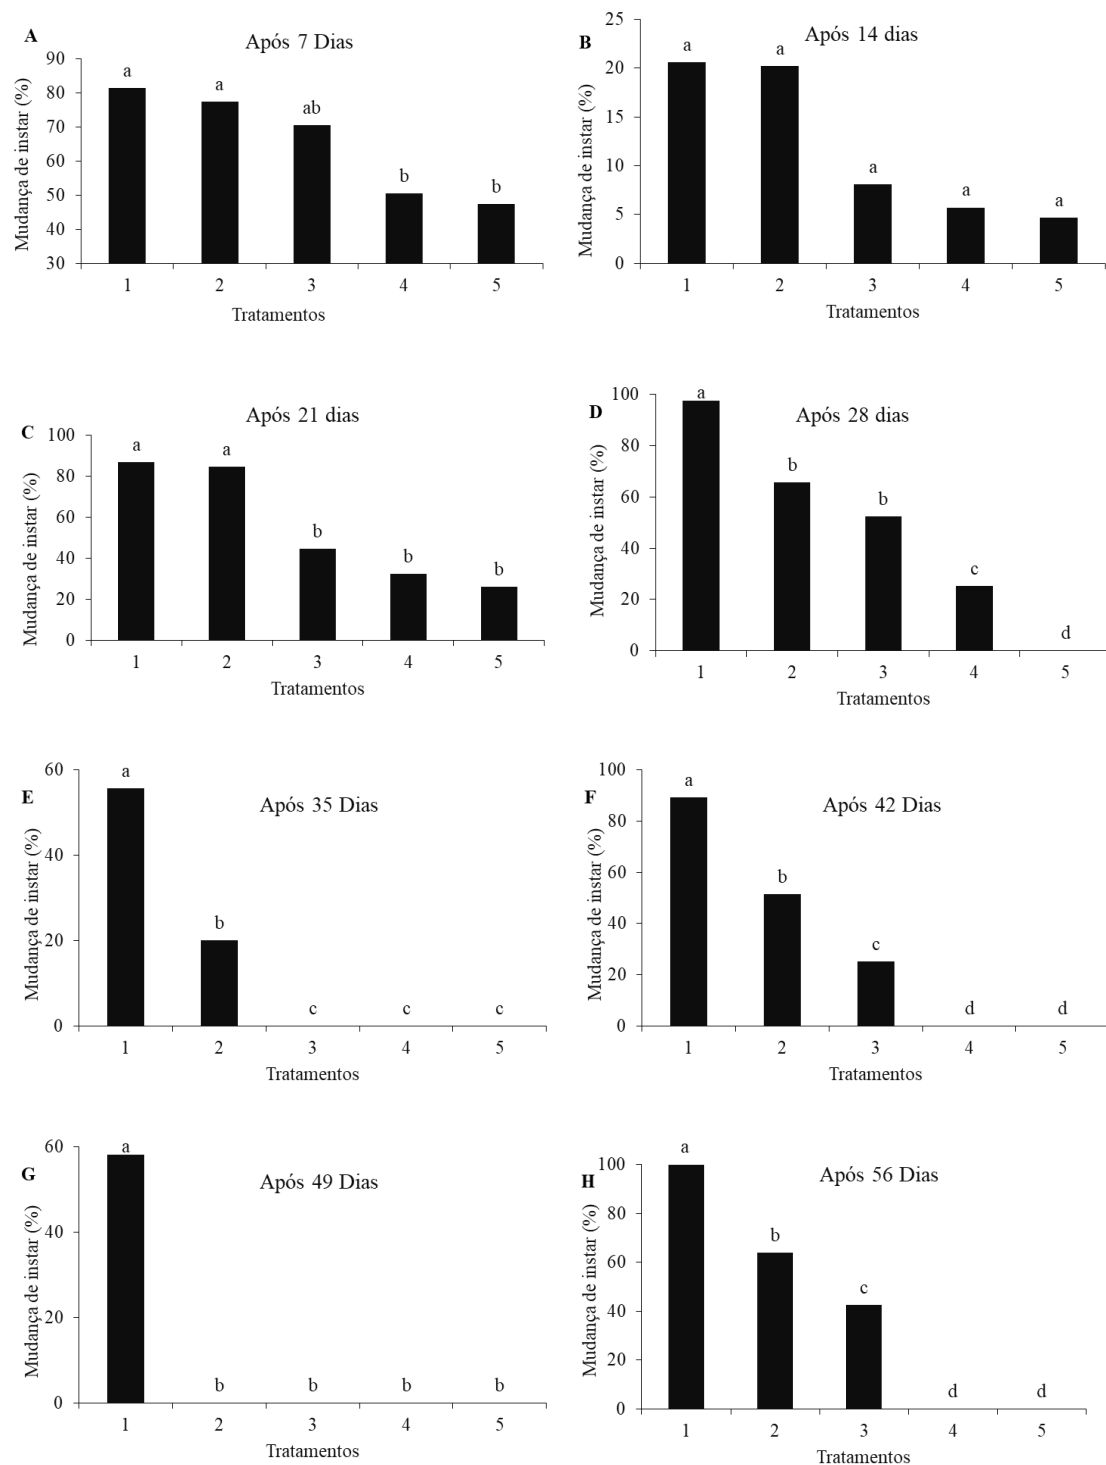 A
Após 7 Dias
Mudança de instar (%)
90
80
70
60
50
40
30
a
a
ab
b
b
1 2 3 4 5
Tratamentos
B
Após 14 dias
Mudança de instar (%)
25
20
15
10
5
0
a
a
a
a
a
1 2 3 4 5
Tratamentos
C
Após 21 dias
Mudança de instar (%)
100
80
60
40
20
0
a
a
b
b
b
1 2 3 4 5
Tratamentos
D
Após 28 dias
Mudança de instar (%)
100
80
60
40
20
0
a
b
b
c
d
1 2 3 4 5
Tratamentos
E
Após 35 Dias
Mudança de instar (%)
60
40
20
0
a
b
c
c
c
1 2 3 4 5
Tratamentos
F
Após 42 Dias
Mudança de instar (%)
100
80
60
40
20
0
a
b
c
d
d
1 2 3 4 5
Tratamentos
G
Após 49 Dias
Mudança de instar (%)
60
40
20
0
a
b
b
b
b
1 2 3 4 5
Tratamentos
H
Após 56 Dias
Mudança de instar (%)
100
80
60
40
20
0
a
b
c
d
d
1 2 3 4 5
Tratamentos